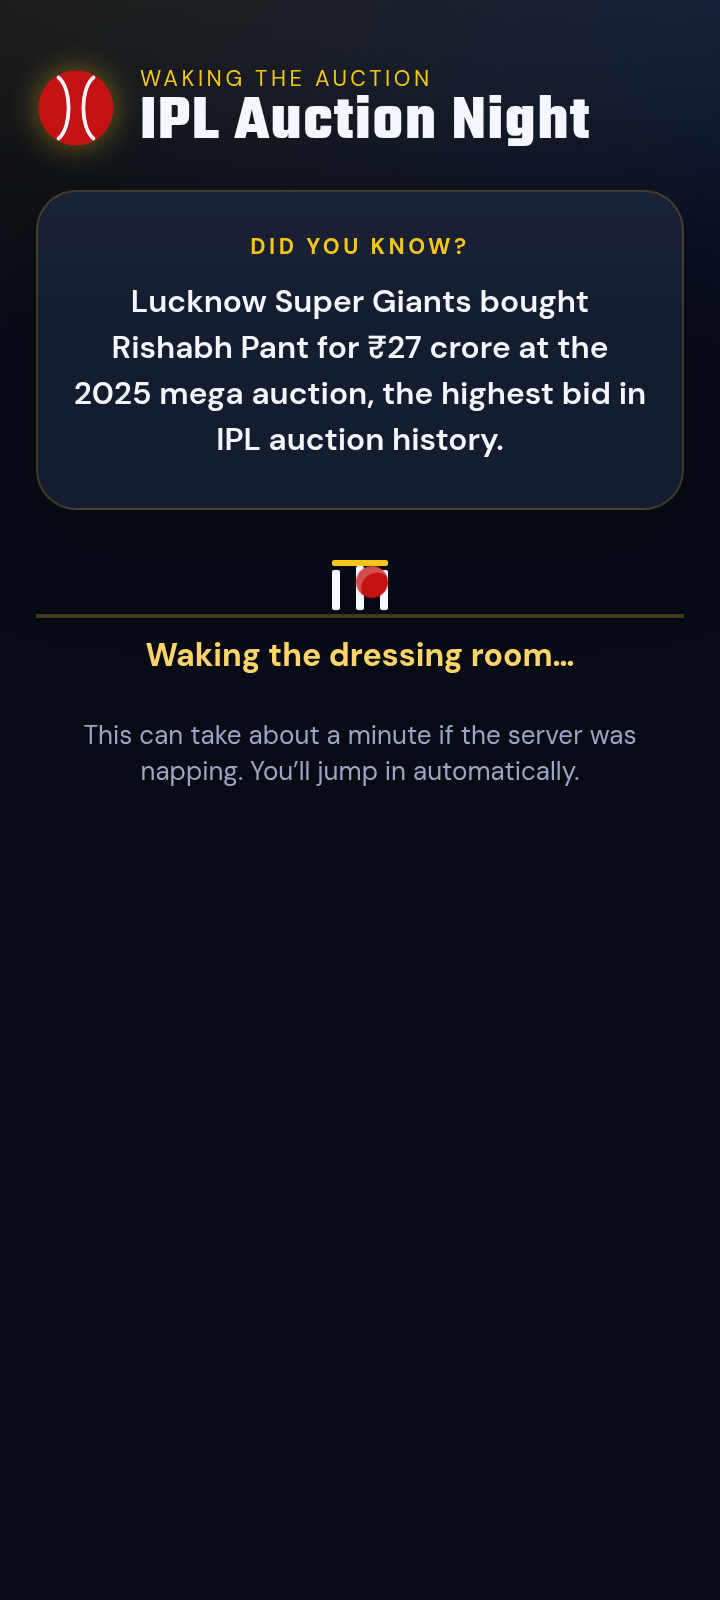 WAKING THE AUCTION
IPL Auction Night
DID YOU KNOW?
Lucknow Super Giants bought
Rishabh Pant for ₹27 crore at the
2025 mega auction, the highest bid in
IPL auction history.
Waking the dressing room…
This can take about a minute if the server was
napping. You’ll jump in automatically.